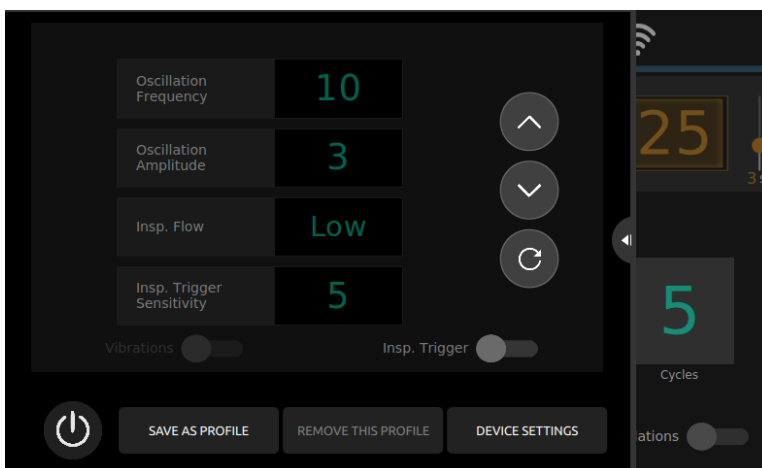 Oscillation
Frequency
10
Oscillation
Amplitude
3
Insp. Flow
Low
Insp. Trigger
Sensitivity
5
Vibrations
Insp. Trigger
SAVE AS PROFILE
REMOVE THIS PROFILE
DEVICE SETTINGS
25
3 s
5
Cycles
ations